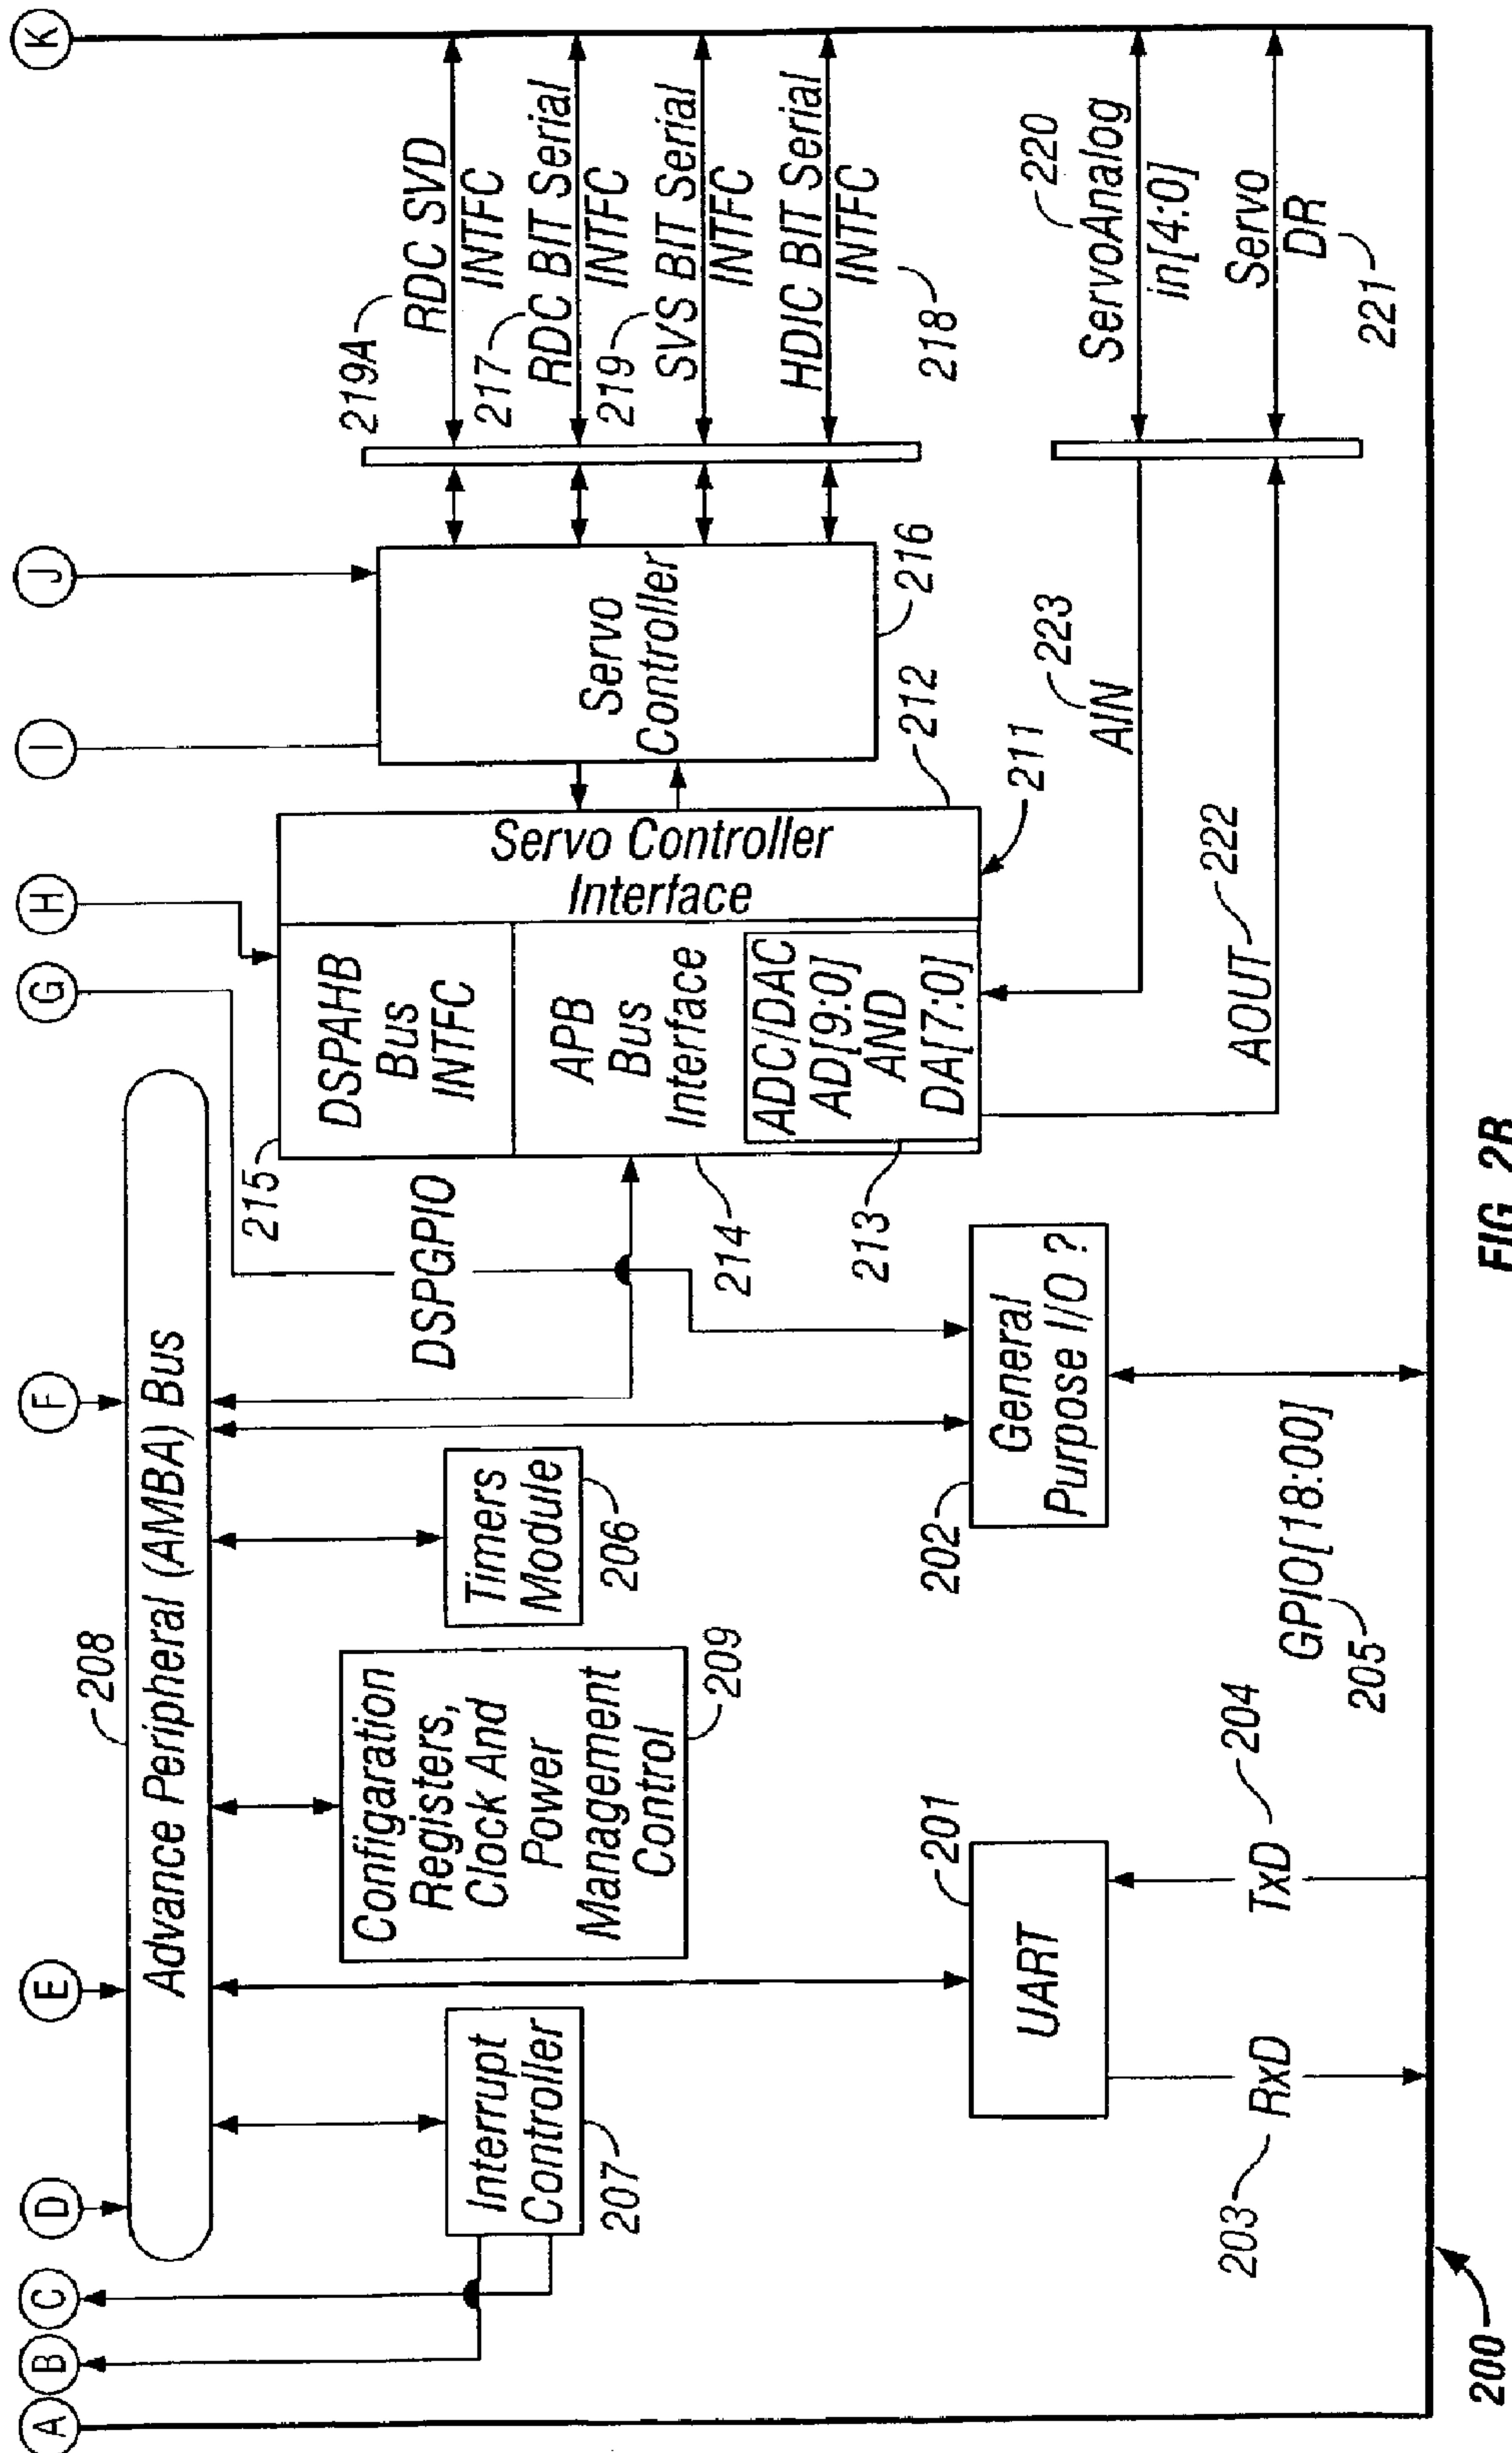 A
B
C
D
E
F
G
H
I
J
K
208
Advance Peripheral (AMBA) Bus
Interrupt
Controller
207
Configaration
Registers,
Clock And
Power
Management
Control
209
Timers
Module
206
DSPGPIO
215
DSPAHB
Bus
INTFC
APB
Bus
Interface
214
ADC/DAC
AD[9:0]
AND
DA[7:0]
213
Servo Controller
Interface
212
211
Servo
Controller
216
219A
RDC SVD
INTFC
217
RDC BIT Serial
INTFC
219
SVS BIT Serial
INTFC
HDIC BIT Serial
INTFC
218
220
ServoAnalog
in[4:0]
Servo
DR
221
AIN
223
AOUT
222
201
UART
203
RxD
TxD
204
202
General
Purpose I/O ?
GPIO[18:00]
205
200
FIG. 2B